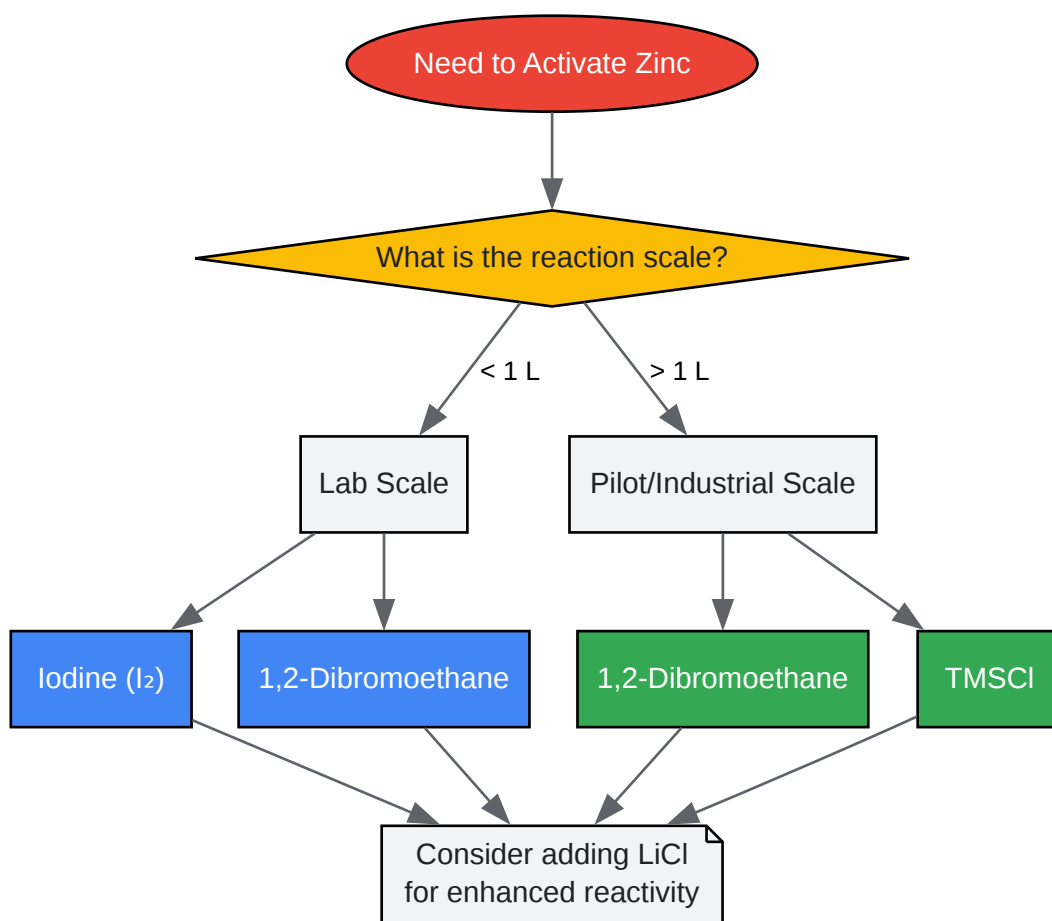 Need to Activate Zinc
What is the reaction scale?
< 1 L
> 1 L
Lab Scale
Pilot/Industrial Scale
Iodine (I₂)
1,2-Dibromoethane
1,2-Dibromoethane
TMSCl
Consider adding LiCl
for enhanced reactivity